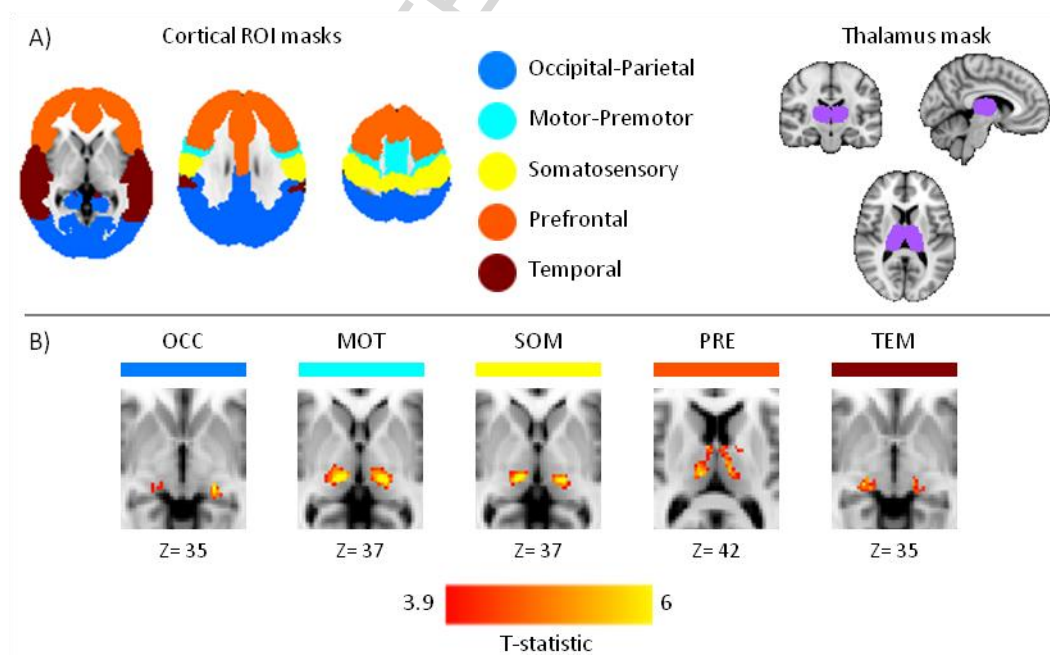 A)
Cortical ROI masks
Thalamus mask
Occipital-Parietal
Motor-Premotor
Somatosensory
Prefrontal
Temporal
B)
OCC MOT SOM PRE TEM
Z= 35 Z= 37 Z= 37 Z= 42 Z= 35
3.9 6
T-statistic